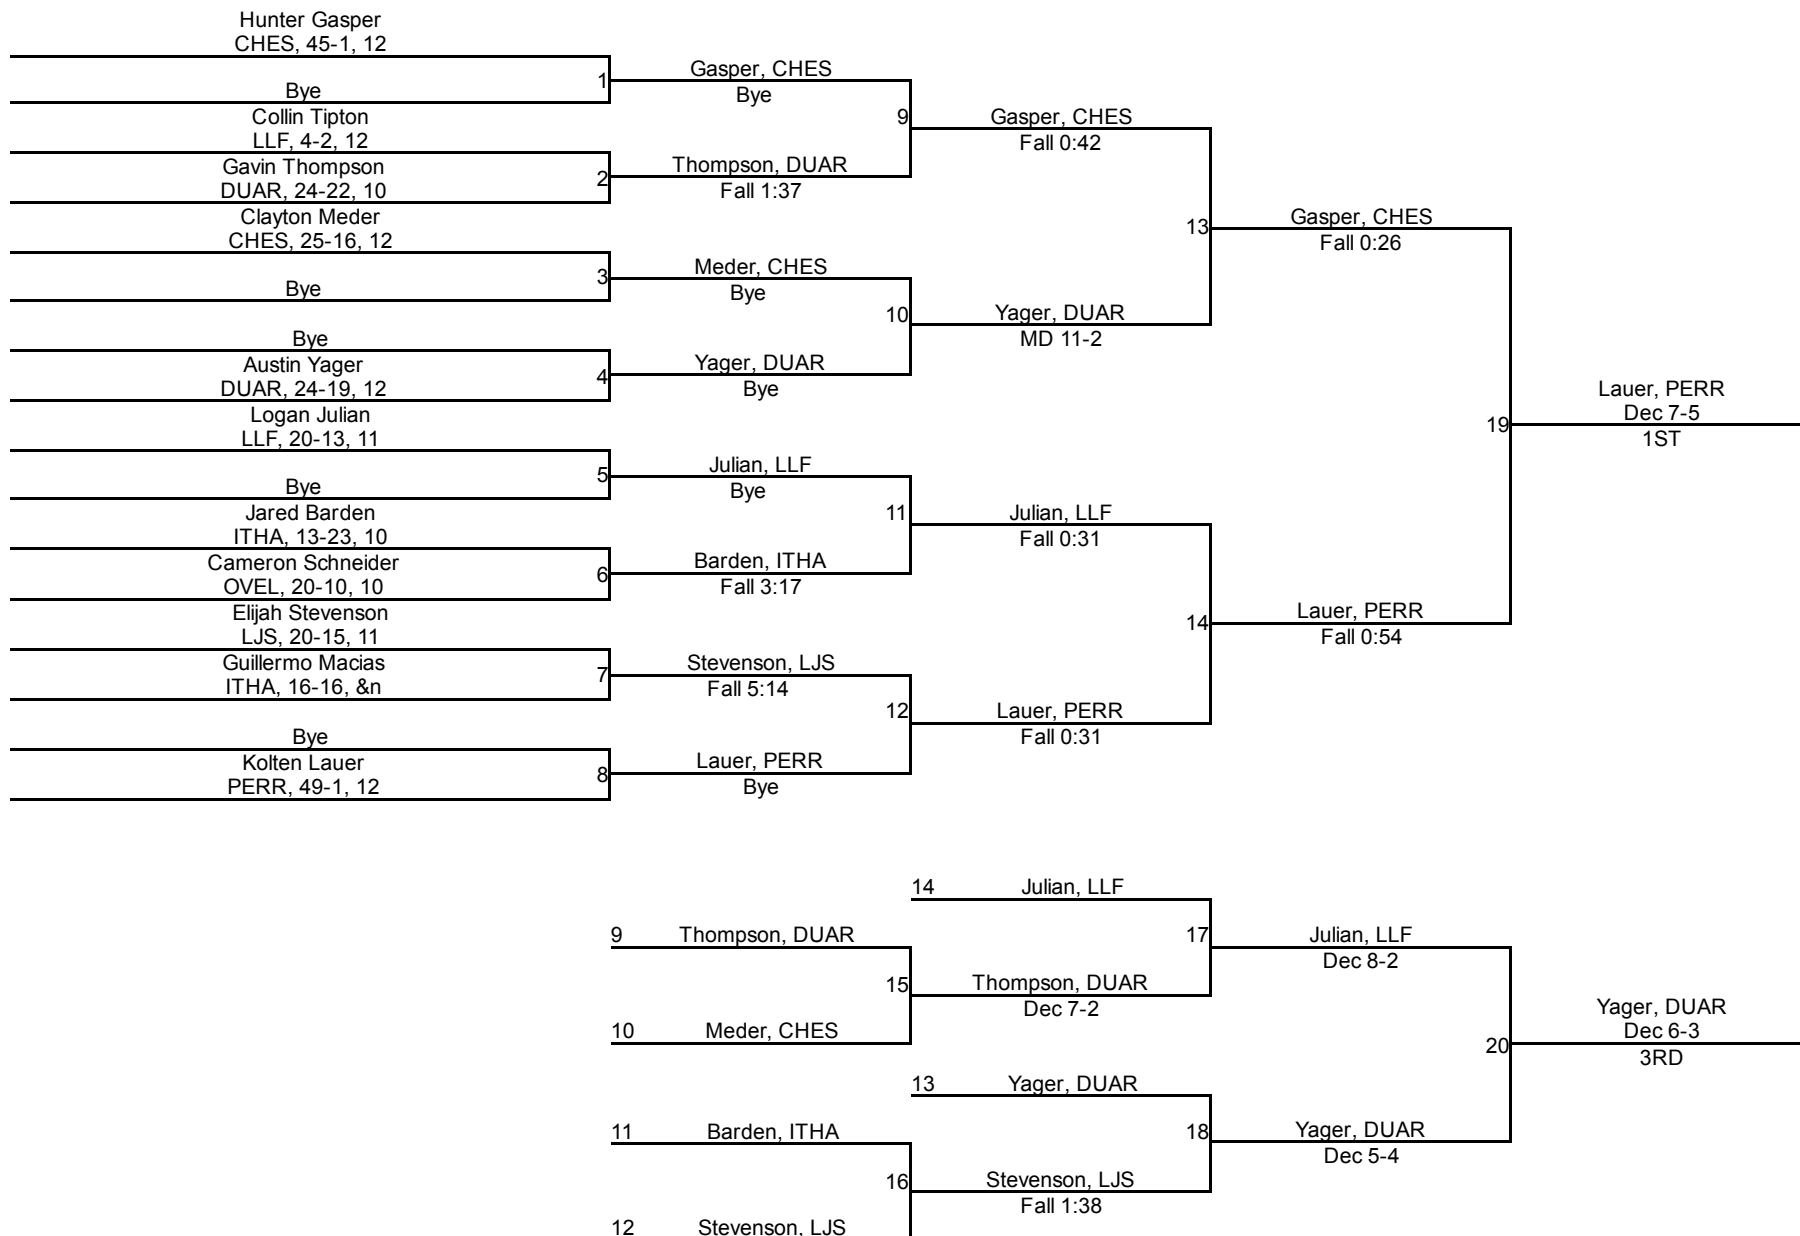 Hunter Gasper
CHES, 45-1, 12
Bye
1
Collin Tipton
LLF, 4-2, 12
Gavin Thompson
DUAR, 24-22, 10
2
Clayton Meder
CHES, 25-16, 12
Bye
3
Bye
Austin Yager
DUAR, 24-19, 12
4
Logan Julian
LLF, 20-13, 11
Bye
5
Jared Barden
ITHA, 13-23, 10
Cameron Schneider
OVEL, 20-10, 10
6
Elijah Stevenson
LJS, 20-15, 11
Guillermo Macias
ITHA, 16-16, &n
7
Bye
Kolten Lauer
PERR, 49-1, 12
8
Gasper, CHES
Bye
9
Thompson, DUAR
Fall 1:37
Meder, CHES
Bye
10
Yager, DUAR
Bye
Julian, LLF
Bye
11
Barden, ITHA
Fall 3:17
Stevenson, LJS
Fall 5:14
12
Lauer, PERR
Bye
Gasper, CHES
Fall 0:42
13
Yager, DUAR
MD 11-2
Julian, LLF
Fall 0:31
14
Lauer, PERR
Fall 0:31
Gasper, CHES
Fall 0:26
19
Lauer, PERR
Fall 0:54
Lauer, PERR
Dec 7-5
1ST
14 Julian, LLF
9 Thompson, DUAR
17
15
Thompson, DUAR
Dec 7-2
10 Meder, CHES
Julian, LLF
Dec 8-2
13 Yager, DUAR
11 Barden, ITHA
18
16
Stevenson, LJS
Fall 1:38
12 Stevenson, LJS
Yager, DUAR
Dec 5-4
20
Yager, DUAR
Dec 6-3
3RD